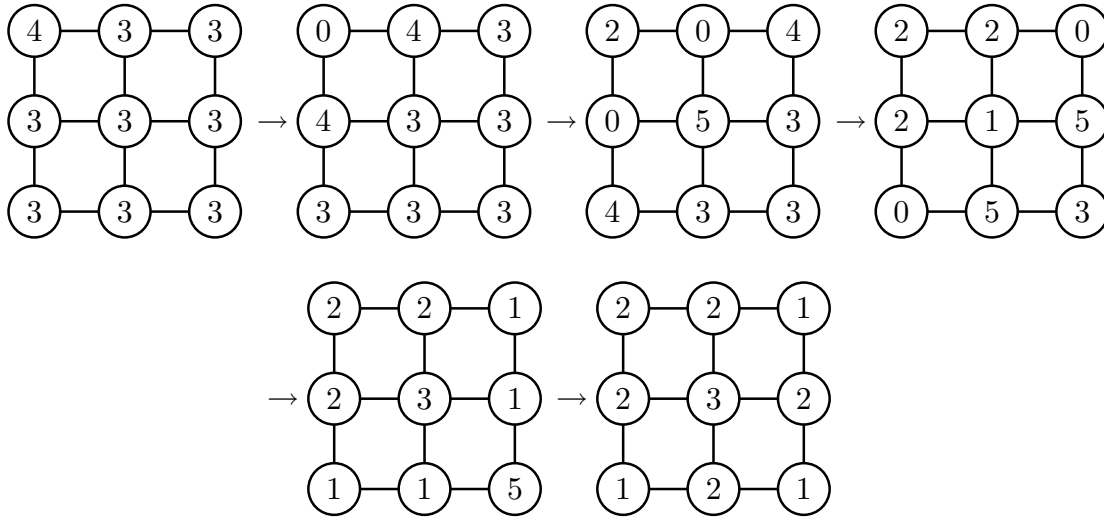 4 3 3 0 4 3 2 0 4 2 2 0
3 3 3 → 4 3 3 → 0 5 3 → 2 1 5
3 3 3 3 3 3 4 3 3 0 5 3
2 2 1 2 2 1
→ 2 3 1 → 2 3 2
1 1 5 1 2 1